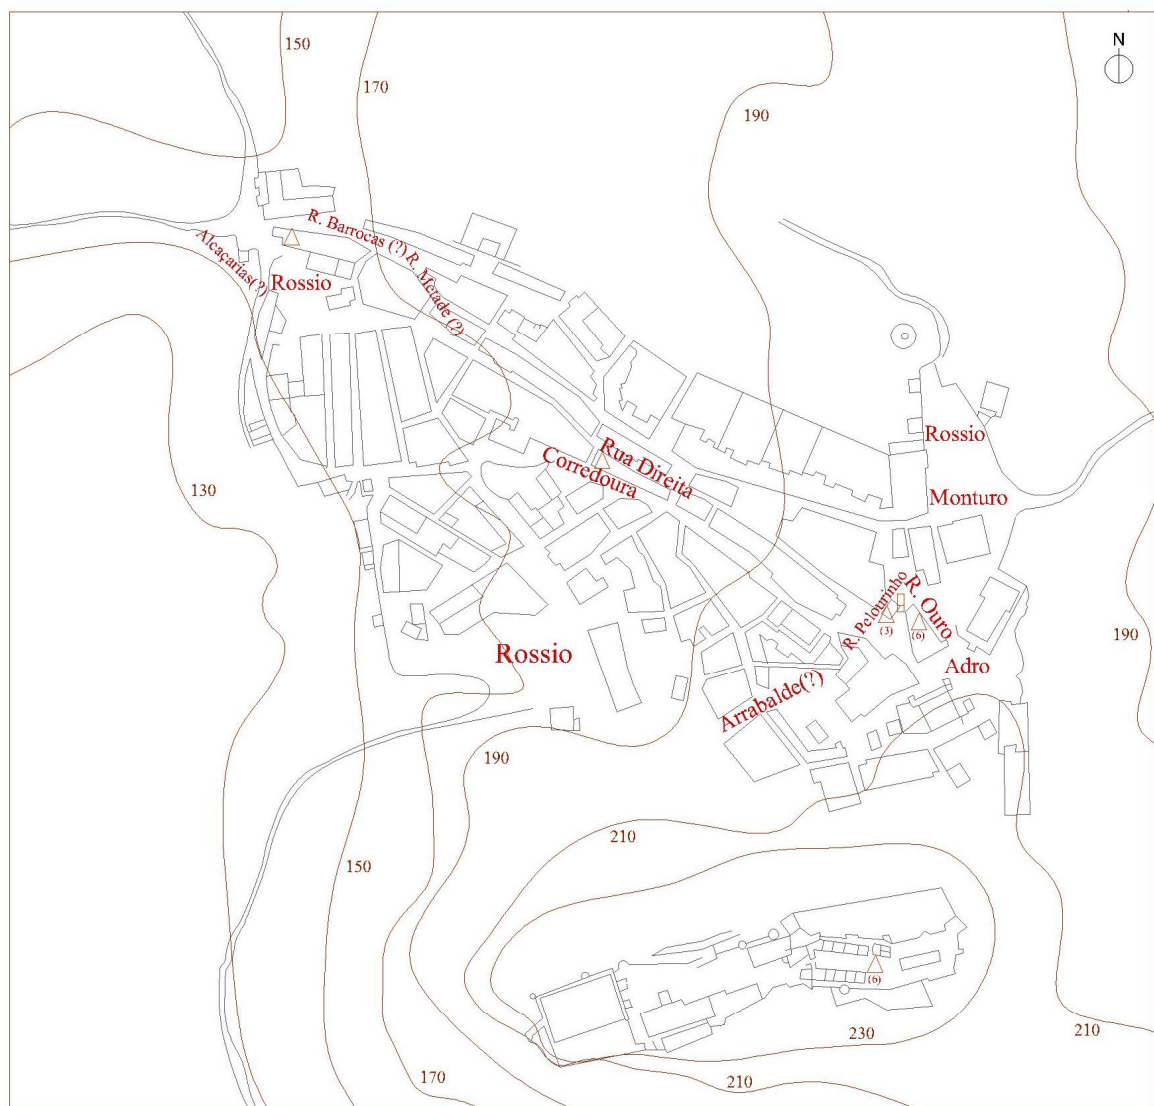 N
150
170
190
R. Barrocas (?)
Alcaçarias(?)
R. Metade (?)
Rossio
Rossio
Rua Direita
Corredoura
130
Monturo
R. Pelourinho
R. Ouro
(3)
(6)
190
Rossio
Adro
Arrabalde(?)
190
210
150
(6)
230
210
170
210